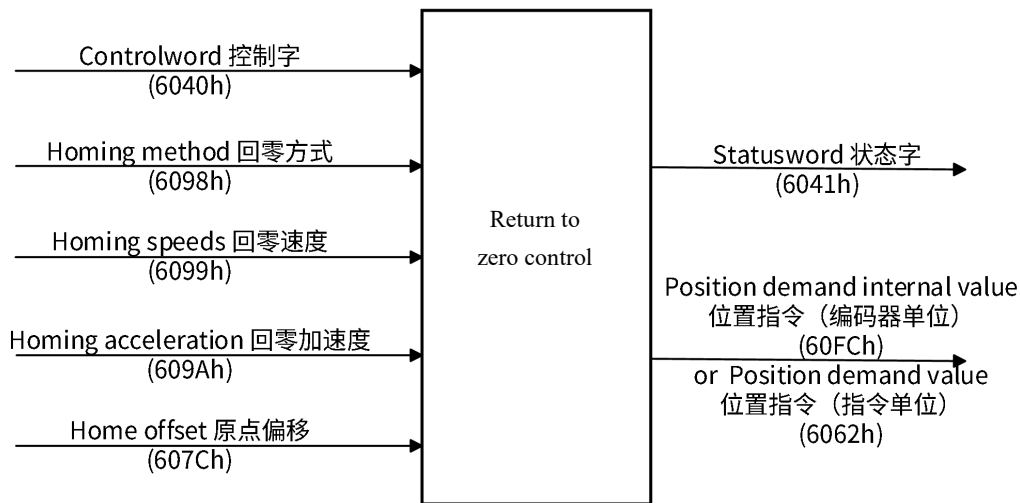 Controlword 控制字
(6040h)
Homing method 回零方式
(6098h)
Homing speeds 回零速度
(6099h)
Homing acceleration 回零加速度
(609Ah)
Home offset 原点偏移
(607Ch)
Return to
zero control
Statusword 状态字
(6041h)
Position demand internal value
位置指令（编码器单位）
(60FCh)
or Position demand value
位置指令（指令单位）
(6062h)